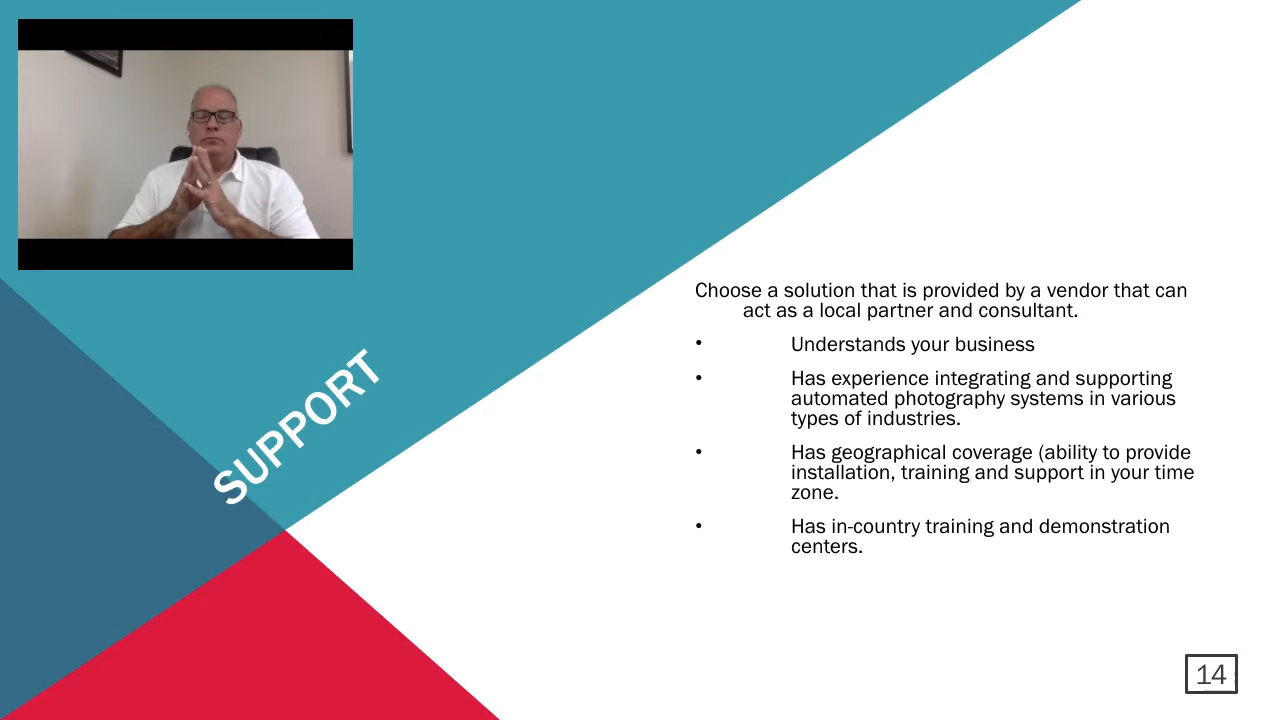 SUPPORT
Choose a solution that is provided by a vendor that can
act as a local partner and consultant.
• Understands your business
• Has experience integrating and supporting
automated photography systems in various
types of industries.
• Has geographical coverage (ability to provide
installation, training and support in your time
zone.
• Has in-country training and demonstration
centers.
14